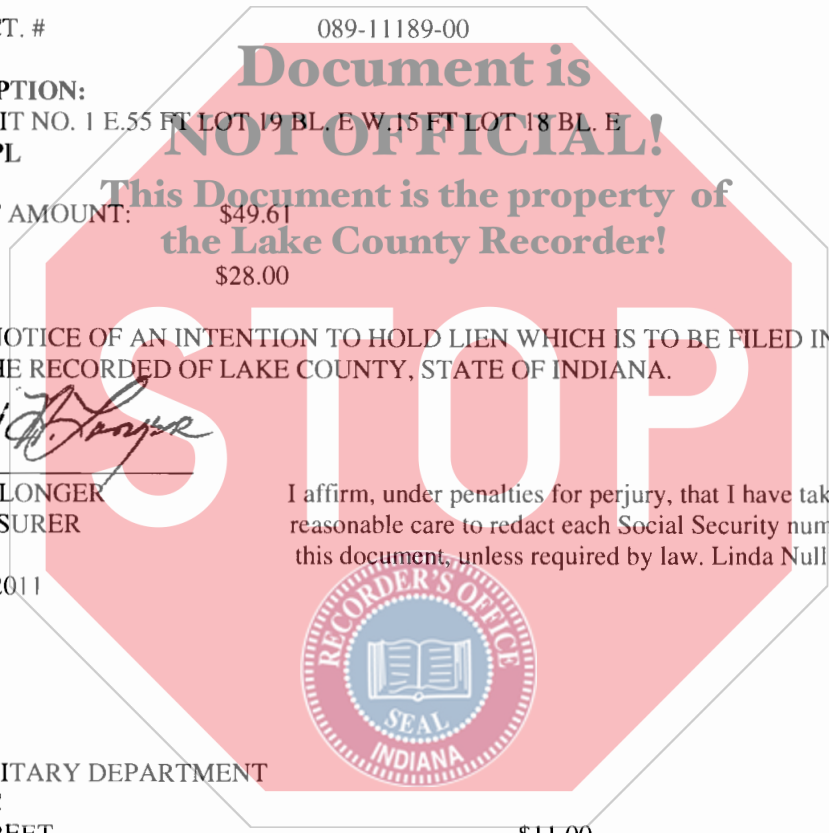 CT. # 089-11189-00
Document is
PTION:
IT NO. 1 E.55 FT LOT 19 BL. E W.15 FT LOT 18 BL. E
NOT OFFICIAL!
PL
This Document is the property of
AMOUNT: $49.61
the Lake County Recorder!
$28.00
STOP
NOTICE OF AN INTENTION TO HOLD LIEN WHICH IS TO BE FILED IN
HE RECORDED OF LAKE COUNTY, STATE OF INDIANA.
LONGER
SURER
I affirm, under penalties for perjury, that I have tak
reasonable care to redact each Social Security num
this document, unless required by law. Linda Null
2011
RECORDER'S OFFICE
SEAL
INDIANA
ITARY DEPARTMENT
REET
$11.00